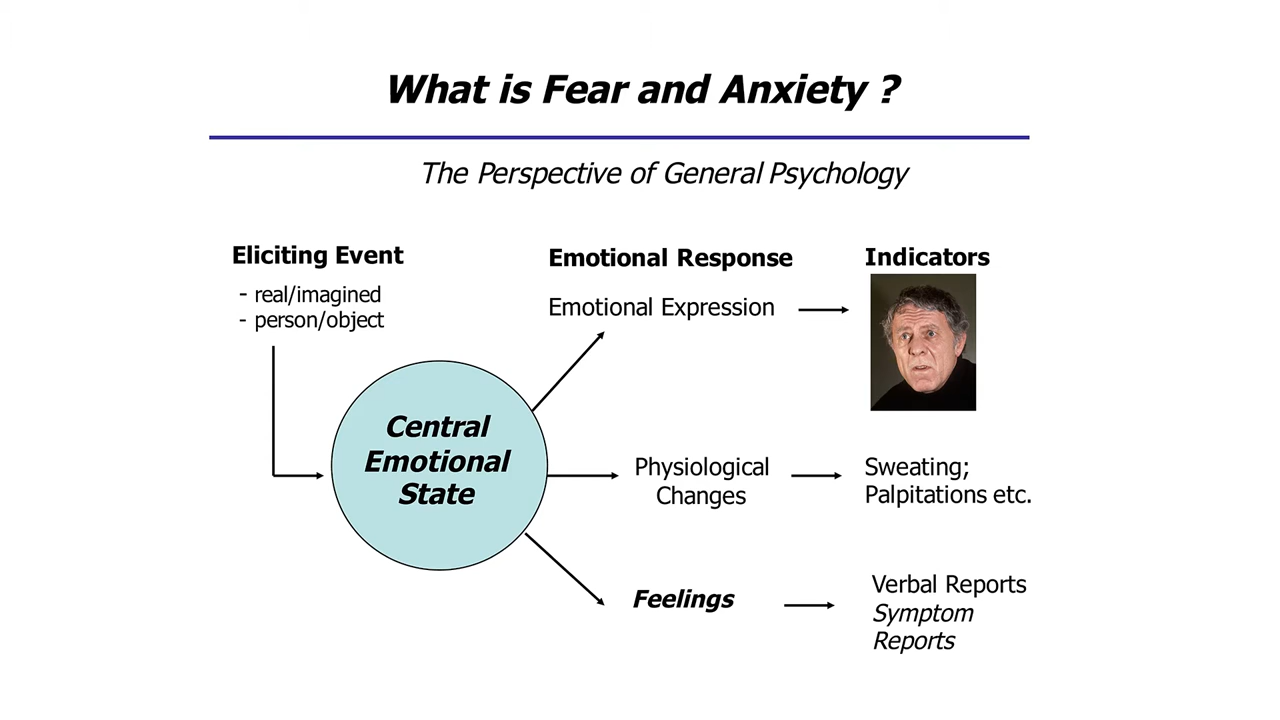 What is Fear and Anxiety ?
The Perspective of General Psychology
Eliciting Event
- real/imagined
- person/object
Central
Emotional
State
Emotional Response
Emotional Expression
Physiological
Changes
Feelings
Indicators
Sweating;
Palpitations etc.
Verbal Reports
Symptom
Reports